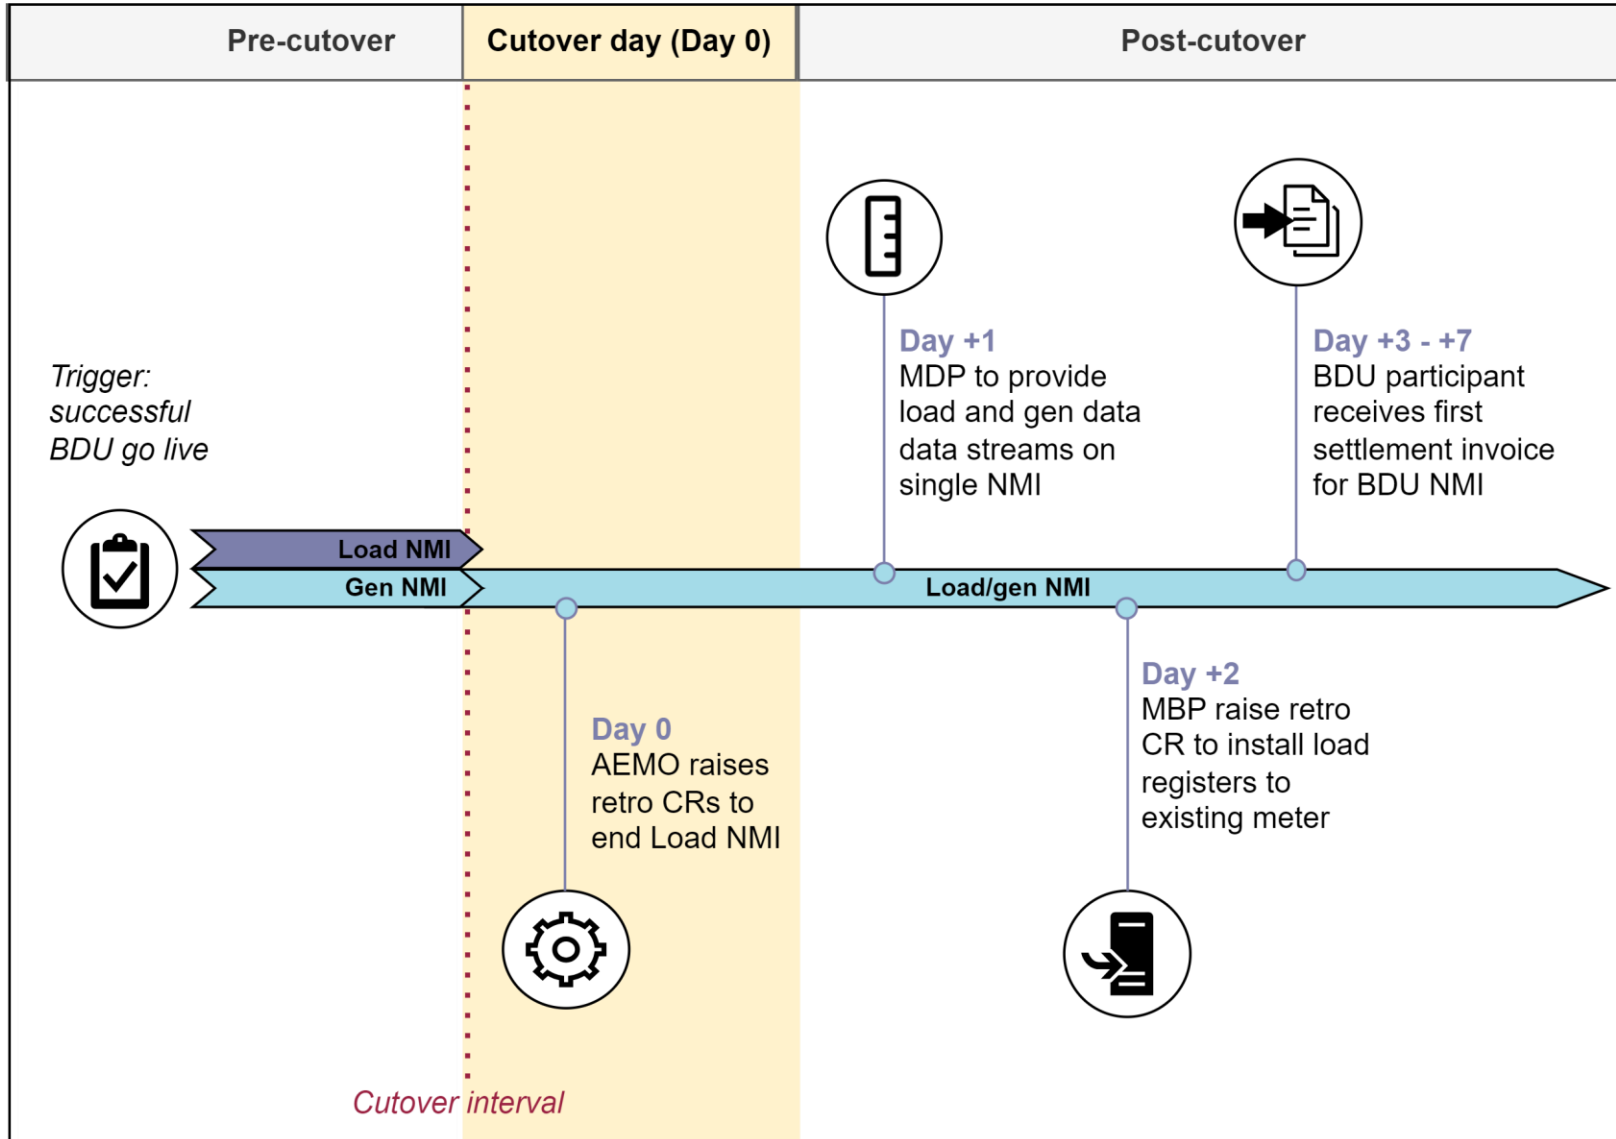 Pre-cutover
Cutover day (Day 0)
Post-cutover
Trigger:
successful
BDU go live
Load NMI
Gen NMI
Load/gen NMI
Day +1
MDP to provide
load and gen data
data streams on
single NMI
Day +3 - +7
BDU participant
receives first
settlement invoice
for BDU NMI
Day 0
AEMO raises
retro CRs to
end Load NMI
Day +2
MBP raise retro
CR to install load
registers to
existing meter
Cutover interval